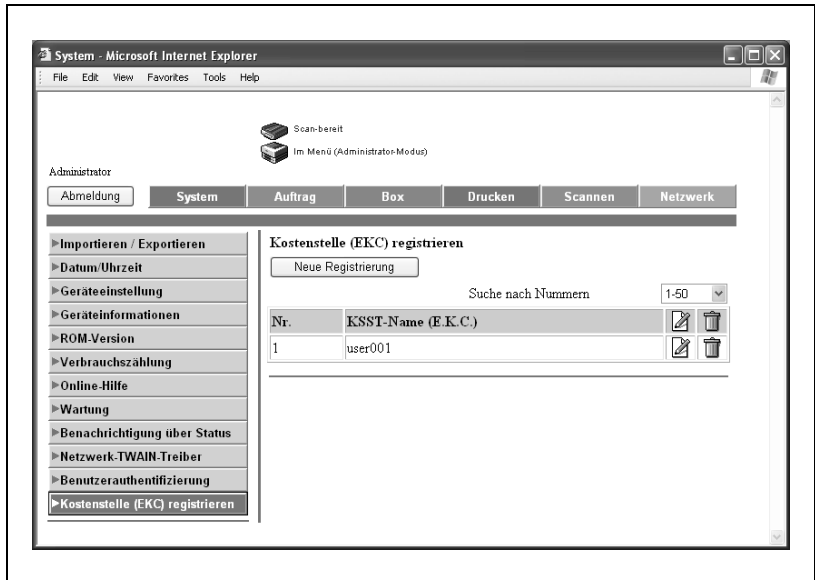 System - Microsoft Internet Explorer
File Edit View Favorites Tools Help
Scan-bereit
Im Menü (Administrator-Modus)
Administrator
Abmeldung
System
Auftrag
Box
Drucken
Scannen
Netzwerk
Importieren / Exportieren
Datum/Uhrzeit
Geräteeinstellung
Geräteinformationen
ROM-Version
Verbrauchszählung
Online-Hilfe
Wartung
Benachrichtigung über Status
Netzwerk-TWAIN-Treiber
Benutzerauthentifizierung
Kostenstelle (EKC) registrieren
Kostenstelle (EKC) registrieren
Neue Registrierung
Suche nach Nummern 1-50
Nr. KSST-Name (E.K.C.)
1 user001